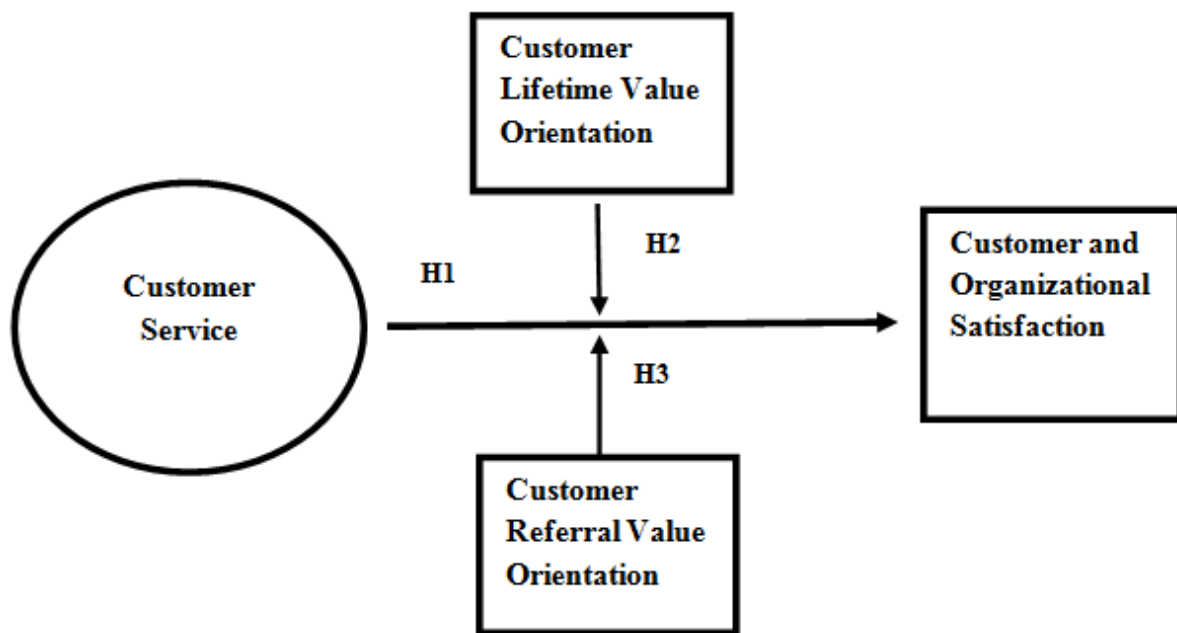 Customer
Lifetime Value
Orientation
H2
H1
Customer
Service
Customer and
Organizational
Satisfaction
H3
Customer
Referral Value
Orientation